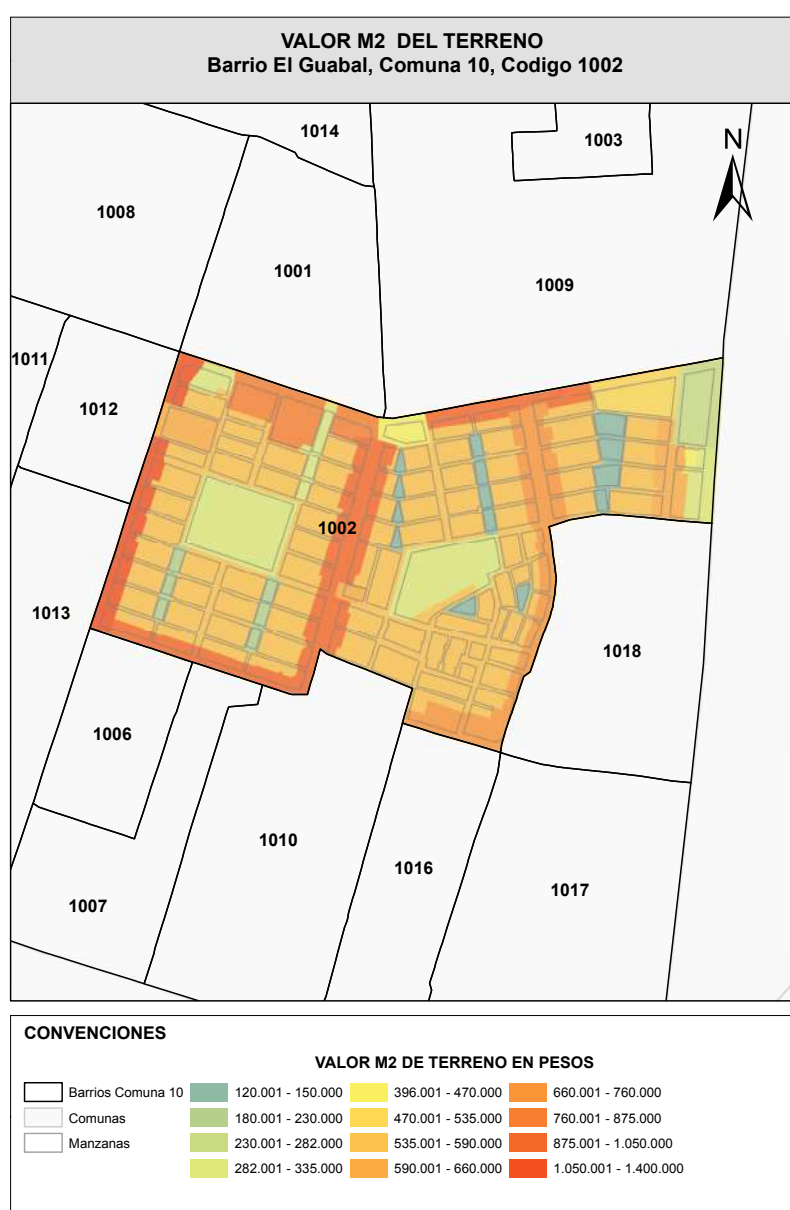 VALOR M2 DEL TERRENO
Barrio El Guabal, Comuna 10, Codigo 1002
1014
1003
N
1008
1001
1009
1011
1012
1002
1013
1018
1006
1010
1016
1017
1007
CONVENCIONES
VALOR M2 DE TERRENO EN PESOS
Barrios Comuna 10 120.001 - 150.000 396.001 - 470.000 660.001 - 760.000
Comunas 180.001 - 230.000 470.001 - 535.000 760.001 - 875.000
Manzanas 230.001 - 282.000 535.001 - 590.000 875.001 - 1.050.000
282.001 - 335.000 590.001 - 660.000 1.050.001 - 1.400.000